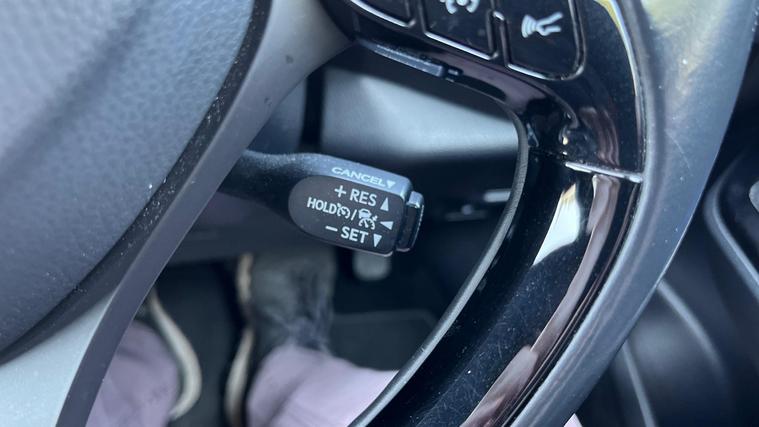 CANCEL▼
+RES▲
HOLD/◄
−SET▼